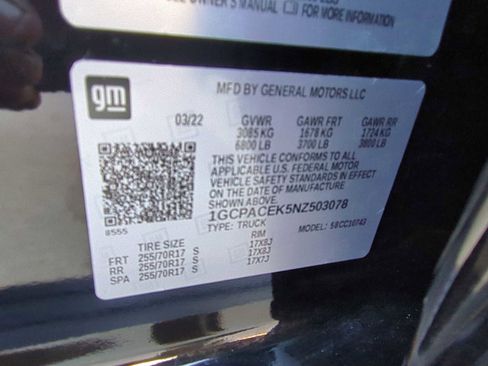 OWNER'S MANUAL FOR MORE INFORMATION
gm
MFD BY GENERAL MOTORS LLC
03/22 GVWR GAWR FRT GAWR RR
3085 KG 1678 KG 1724 KG
6800 LB 3700 LB 3800 LB
THIS VEHICLE CONFORMS TO ALL
APPLICABLE U.S. FEDERAL MOTOR
VEHICLE SAFETY STANDARDS IN EFFECT
ON THE DATE OF MANUFACTURE
SHOWN ABOVE.
1GCPACEK5NZ503078
8555
TYPE: TRUCK MODEL: 58CC10743
TIRE SIZE RIM
FRT 255/70R17 S 17X8J
RR 255/70R17 S 17X8J
SPA 255/70R17 S 17X7J